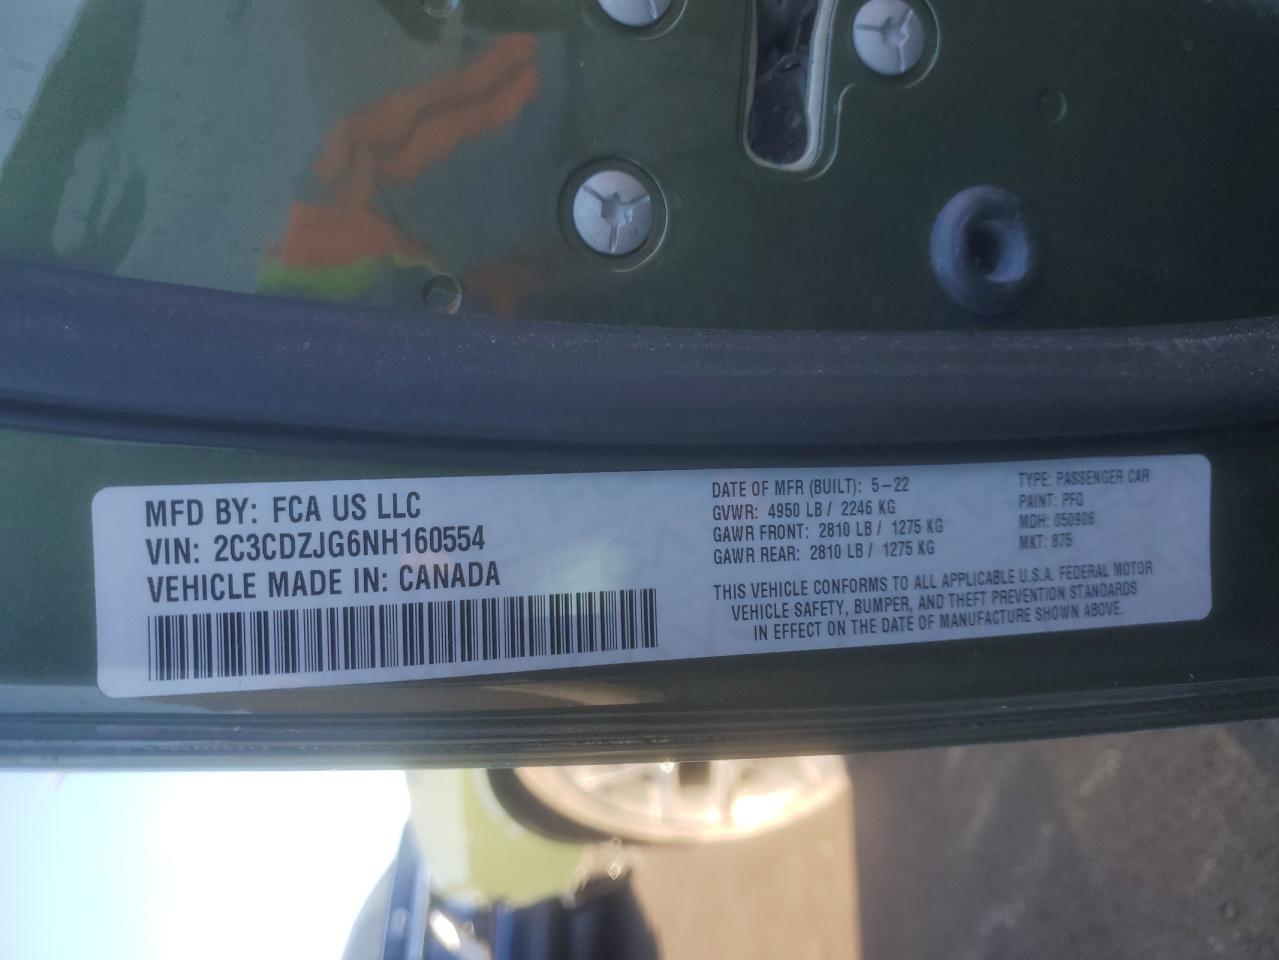 MFD BY: FCA US LLC
VIN: 2C3CDZJG6NH160554
VEHICLE MADE IN: CANADA
DATE OF MFR (BUILT): 5-22
GVWR: 4950 LB / 2246 KG
GAWR FRONT: 2810 LB / 1275 KG
GAWR REAR: 2810 LB / 1275 KG
TYPE: PASSENGER CAR
PAINT: PFQ
MDH: 050906
MKT: 875
THIS VEHICLE CONFORMS TO ALL APPLICABLE U.S.A. FEDERAL MOTOR
VEHICLE SAFETY, BUMPER, AND THEFT PREVENTION STANDARDS
IN EFFECT ON THE DATE OF MANUFACTURE SHOWN ABOVE.